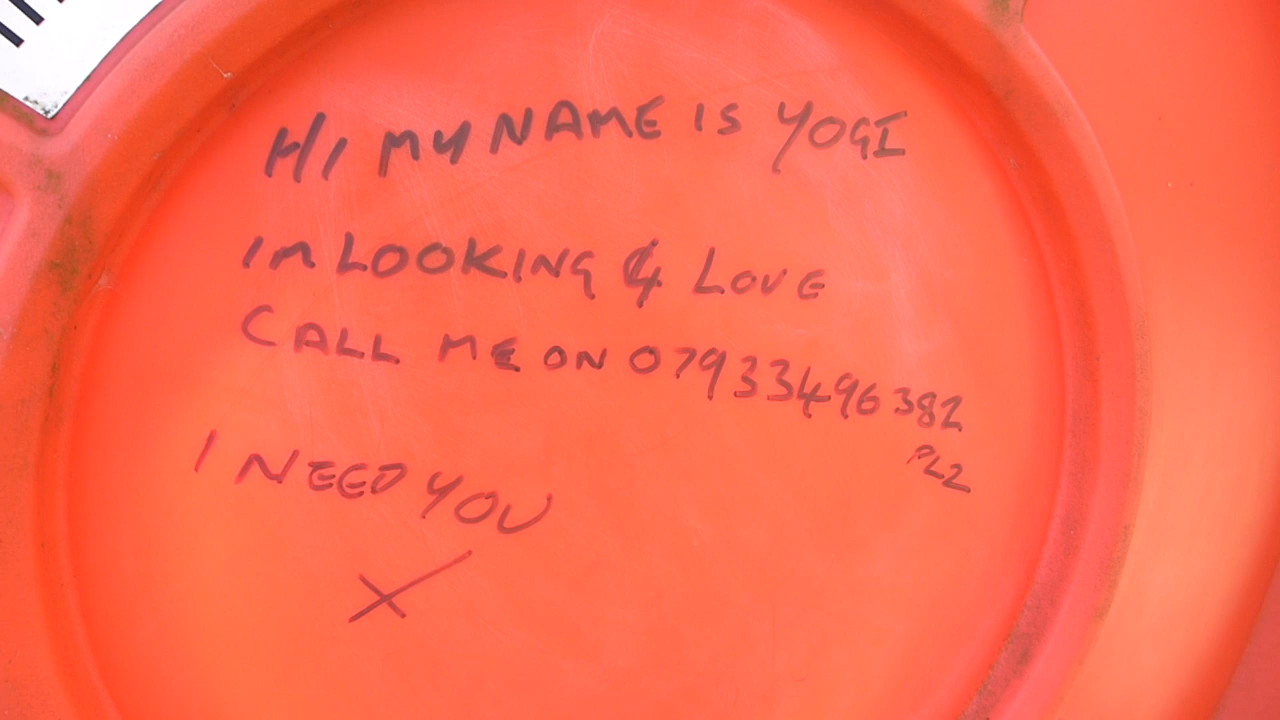 HI MY NAME IS YOGI
IM LOOKING 4 LOVE
CALL ME ON 07933496382
PLZ
I NEED YOU
X